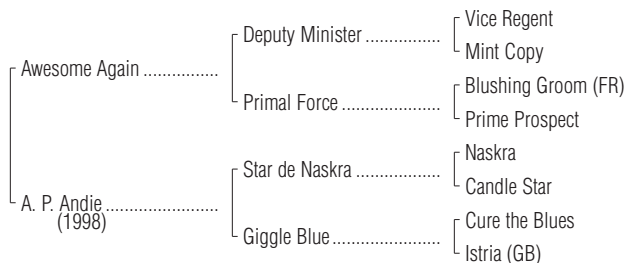 Vice Regent
Deputy Minister .................
Mint Copy
Awesome Again .................
Blushing Groom (FR)
Primal Force ......................
Prime Prospect
Naskra
Star de Naskra ...................
Candle Star
A. P. Andie .........................
(1998)
Cure the Blues
Giggle Blue ........................
Istria (GB)